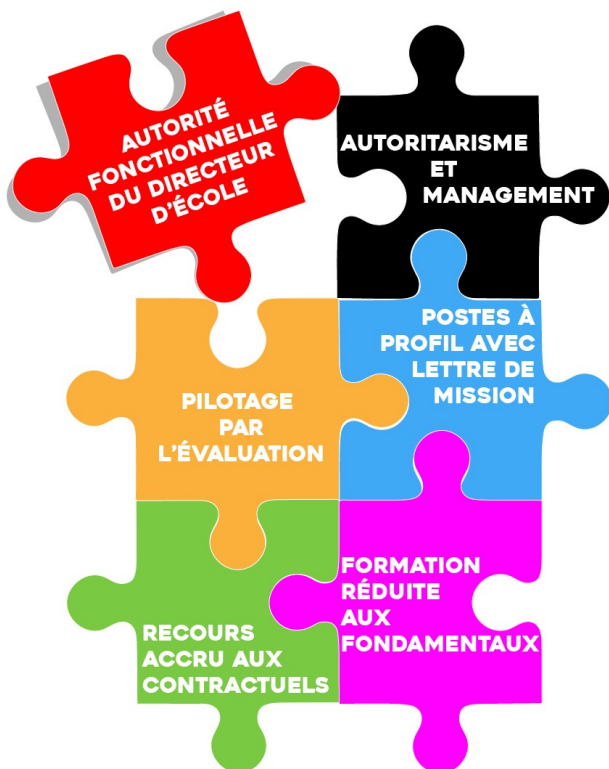 AUTORITÉ
FONCTIONNELLE
DU DIRECTEUR
D'ÉCOLE
AUTORITARISME
ET
MANAGEMENT
POSTES À
PROFIL AVEC
LETTRE DE
MISSION
PILOTAGE
PAR
L'ÉVALUATION
FORMATION
RÉDUITE
AUX
FONDAMENTAUX
RECOURS
ACCRU AUX
CONTRACTUELS